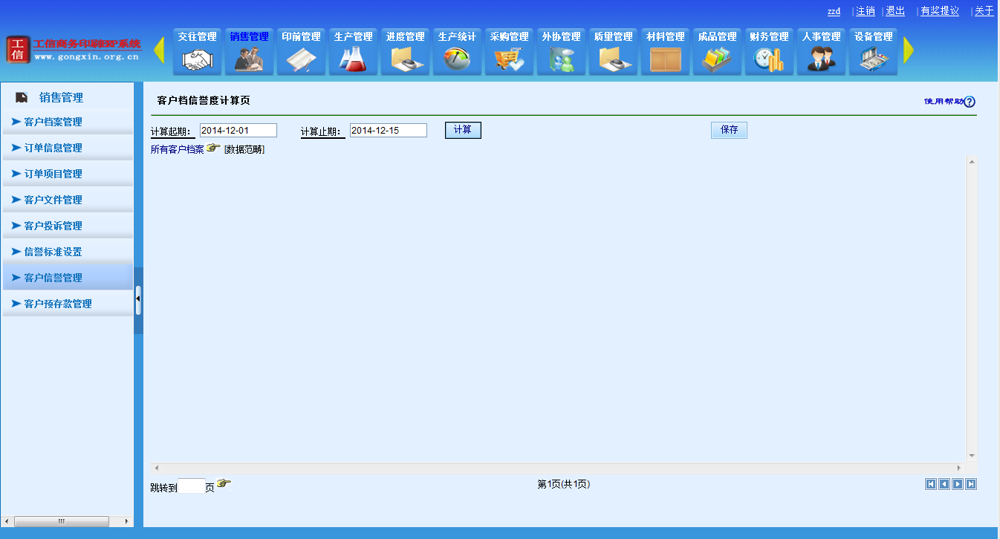 zzd | 注销 | 退出 | 有奖提议 | 关于
工信
工信商务印刷ERP系统
www.gongxin.org.cn
交往管理 销售管理 印前管理 生产管理 进度管理 生产统计 采购管理 外协管理 质量管理 材料管理 成品管理 财务管理 人事管理 设备管理
销售管理
客户档案管理
订单信息管理
订单项目管理
客户文件管理
客户投诉管理
信誉标准设置
客户信誉管理
客户预存款管理
客户档信誉度计算页
使用帮助?
计算起期: 2014-12-01 计算止期: 2014-12-15 计算 保存
所有客户档案 [数据范畴]
跳转到 页
第1页(共1页)